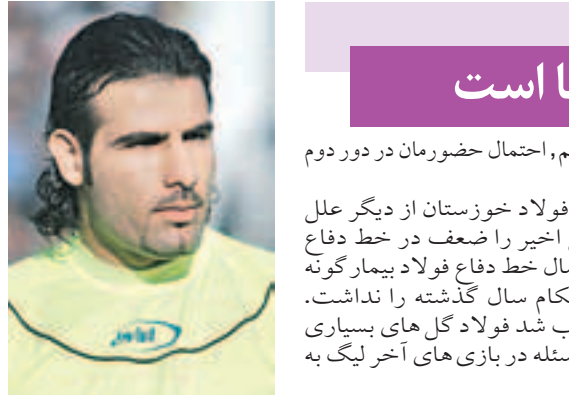 ا است
م, احتمال حضورمان در دور دوم
فولاد خوزستان از دیگر علل
اخیر را ضعف در خط دفاع
سال خط دفاع فولاد بیمارگونه
کام سال گذشته را نداشت.
ب شد فولاد گل های بسیاری
سئله در بازی های آخر لیگ به